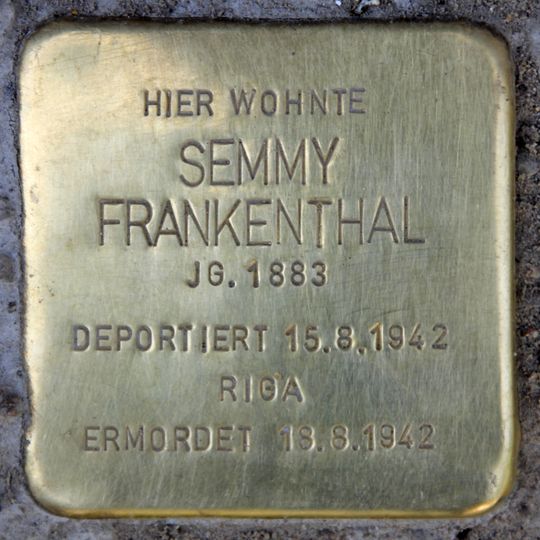 HIER WOHNTE
SEMMY
FRANKENTHAL
JG. 1883
DEPORTIERT 15.8.1942
RIGA
ERMORDET 18.8.1942